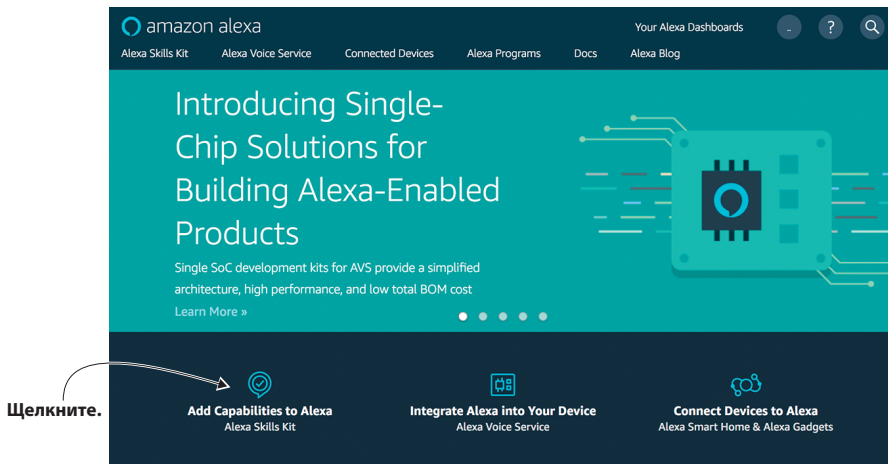 amazon alexa
Your Alexa Dashboards
..
?
Alexa Skills Kit
Alexa Voice Service
Connected Devices
Alexa Programs
Docs
Alexa Blog
Introducing Single-
Chip Solutions for
Building Alexa-Enabled
Products
Single SoC development kits for AVS provide a simplified
architecture, high performance, and low total BOM cost
Learn More »
Щелкните.
Add Capabilities to Alexa
Alexa Skills Kit
Integrate Alexa into Your Device
Alexa Voice Service
Connect Devices to Alexa
Alexa Smart Home & Alexa Gadgets